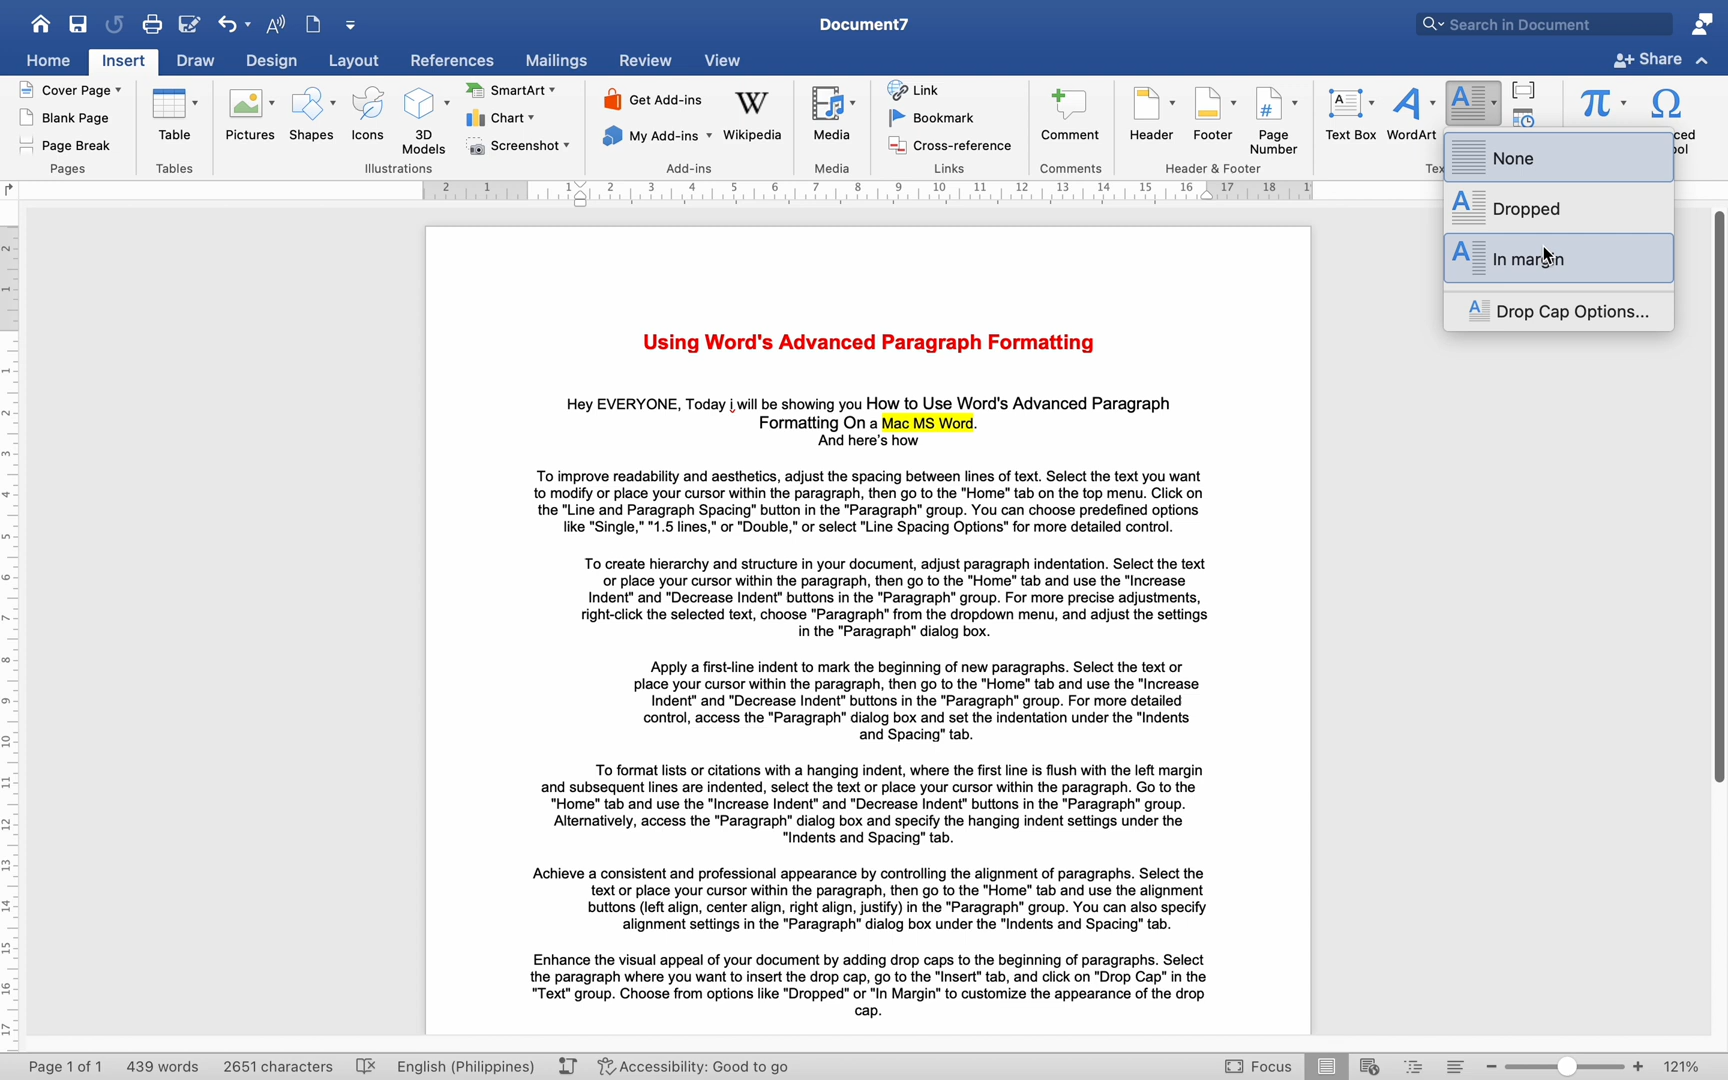 Document7
Search in Document
Home
Insert
Draw
Design
Layout
References
Mailings
Review
View
Share
Cover Page
Blank Page
Page Break
Pages
Table
Tables
Pictures
Shapes
Icons
3D
Models
SmartArt
Chart
Screenshot
Illustrations
Get Add-ins
My Add-ins
Wikipedia
Add-ins
Media
Media
Link
Bookmark
Cross-reference
Links
Comment
Comments
Header
Footer
Page
Number
Header & Footer
Text Box
WordArt
None
Dropped
In margin
Drop Cap Options...
2 1 1 2 3 4 5 6 7 8 9 10 11 12 13 14 15 16 17 18
Using Word's Advanced Paragraph Formatting
Hey EVERYONE, Today i will be showing you How to Use Word's Advanced Paragraph
Formatting On a Mac MS Word.
And here's how
To improve readability and aesthetics, adjust the spacing between lines of text. Select the text you want
to modify or place your cursor within the paragraph, then go to the "Home" tab on the top menu. Click on
the "Line and Paragraph Spacing" button in the "Paragraph" group. You can choose predefined options
like "Single," "1.5 lines," or "Double," or select "Line Spacing Options" for more detailed control.
To create hierarchy and structure in your document, adjust paragraph indentation. Select the text
or place your cursor within the paragraph, then go to the "Home" tab and use the "Increase
Indent" and "Decrease Indent" buttons in the "Paragraph" group. For more precise adjustments,
right-click the selected text, choose "Paragraph" from the dropdown menu, and adjust the settings
in the "Paragraph" dialog box.
Apply a first-line indent to mark the beginning of new paragraphs. Select the text or
place your cursor within the paragraph, then go to the "Home" tab and use the "Increase
Indent" and "Decrease Indent" buttons in the "Paragraph" group. For more detailed
control, access the "Paragraph" dialog box and set the indentation under the "Indents
and Spacing" tab.
To format lists or citations with a hanging indent, where the first line is flush with the left margin
and subsequent lines are indented, select the text or place your cursor within the paragraph. Go to the
"Home" tab and use the "Increase Indent" and "Decrease Indent" buttons in the "Paragraph" group.
Alternatively, access the "Paragraph" dialog box and specify the hanging indent settings under the
"Indents and Spacing" tab.
Achieve a consistent and professional appearance by controlling the alignment of paragraphs. Select the
text or place your cursor within the paragraph, then go to the "Home" tab and use the alignment
buttons (left align, center align, right align, justify) in the "Paragraph" group. You can also specify
alignment settings in the "Paragraph" dialog box under the "Indents and Spacing" tab.
Enhance the visual appeal of your document by adding drop caps to the beginning of paragraphs. Select
the paragraph where you want to insert the drop cap, go to the "Insert" tab, and click on "Drop Cap" in the
"Text" group. Choose from options like "Dropped" or "In Margin" to customize the appearance of the drop
cap.
Page 1 of 1
439 words
2651 characters
English (Philippines)
Accessibility: Good to go
Focus
121%